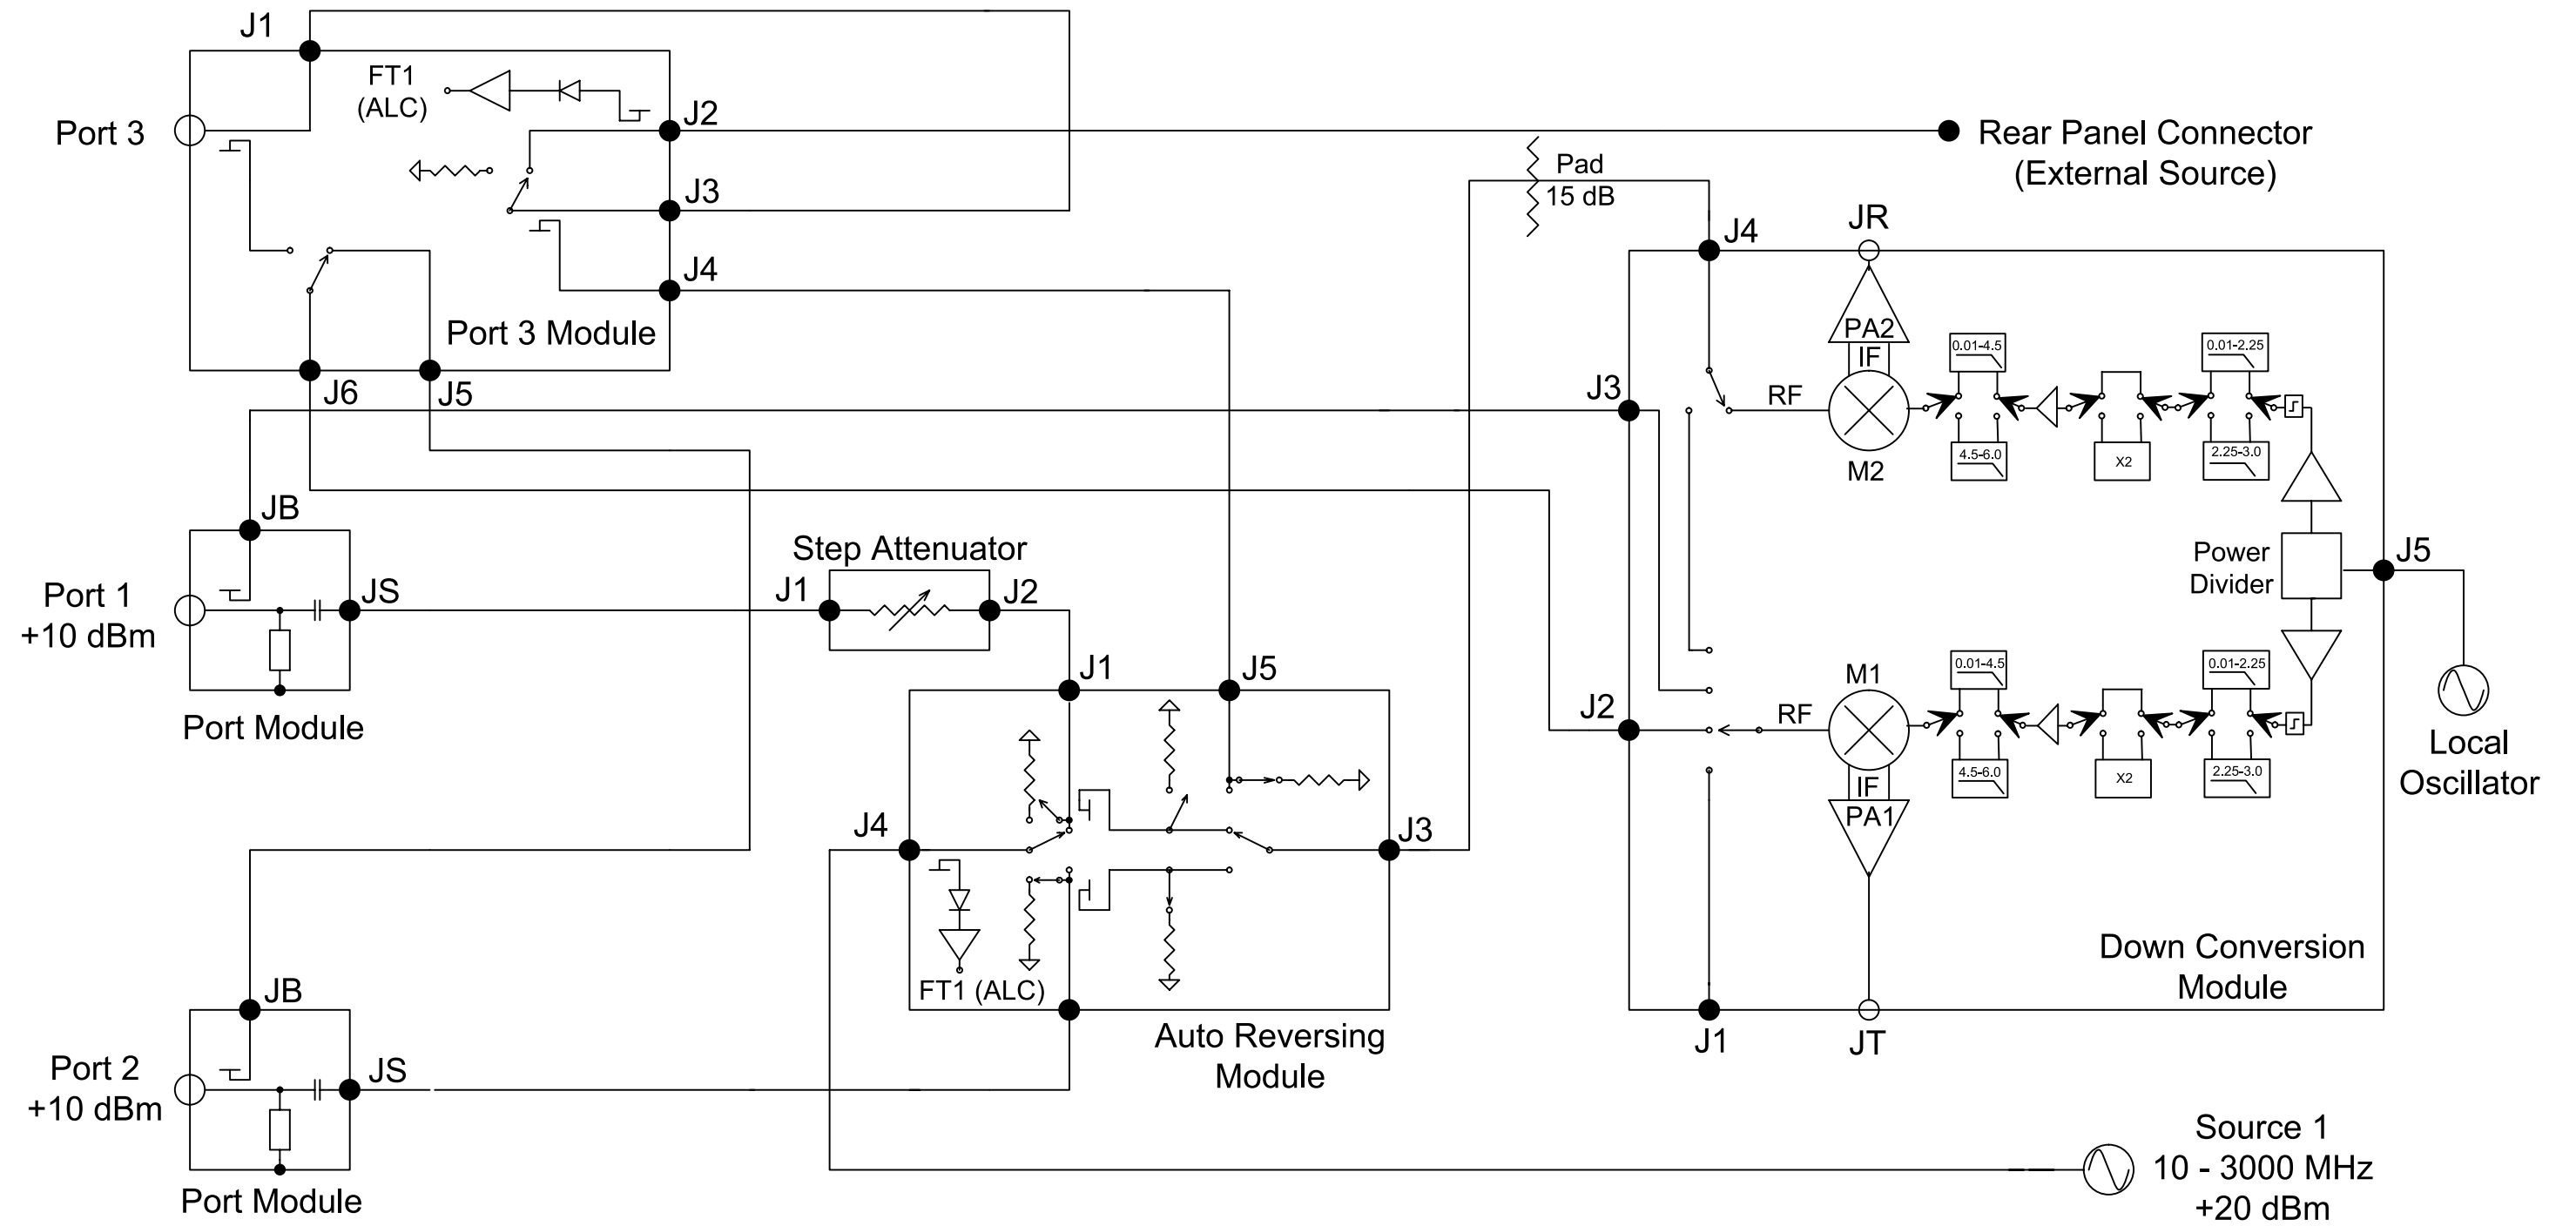 J1
FT1
(ALC)
J2
Port 3
Rear Panel Connector
(External Source)
Pad
15 dB
J3
J4
JR
J4
Port 3 Module
J6
J5
PA2
IF
0.01-4.5
0.01-2.25
J3
RF
M2
4.5-6.0
X2
2.25-3.0
JB
Step Attenuator
Power
Divider
J5
Port 1
+10 dBm
JS
J1
J2
Port Module
J1
J5
M1
0.01-4.5
0.01-2.25
J2
RF
IF
PA1
4.5-6.0
X2
2.25-3.0
Local
Oscillator
J4
J3
FT1 (ALC)
Down Conversion
Module
JB
Auto Reversing
Module
J1
JT
Port 2
+10 dBm
JS
Port Module
Source 1
10 - 3000 MHz
+20 dBm